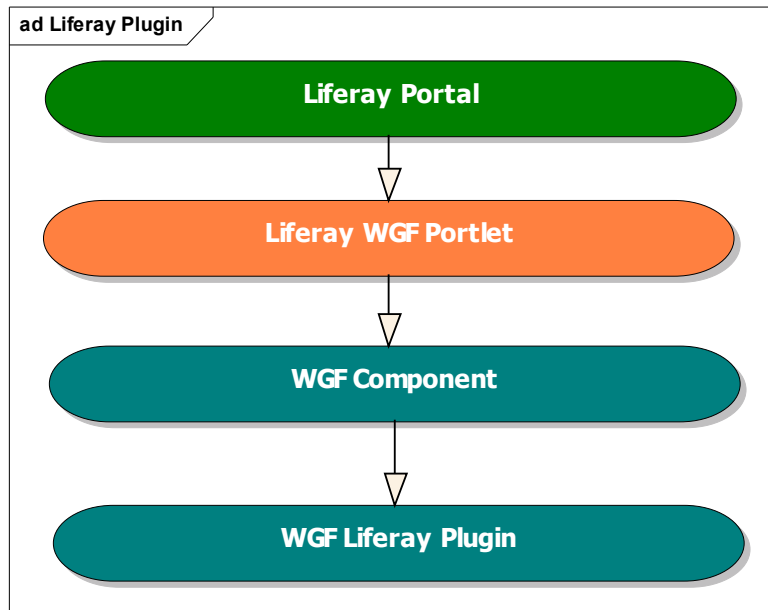 ad Liferay Plugin
Liferay Portal
Liferay WGF Portlet
WGF Component
WGF Liferay Plugin